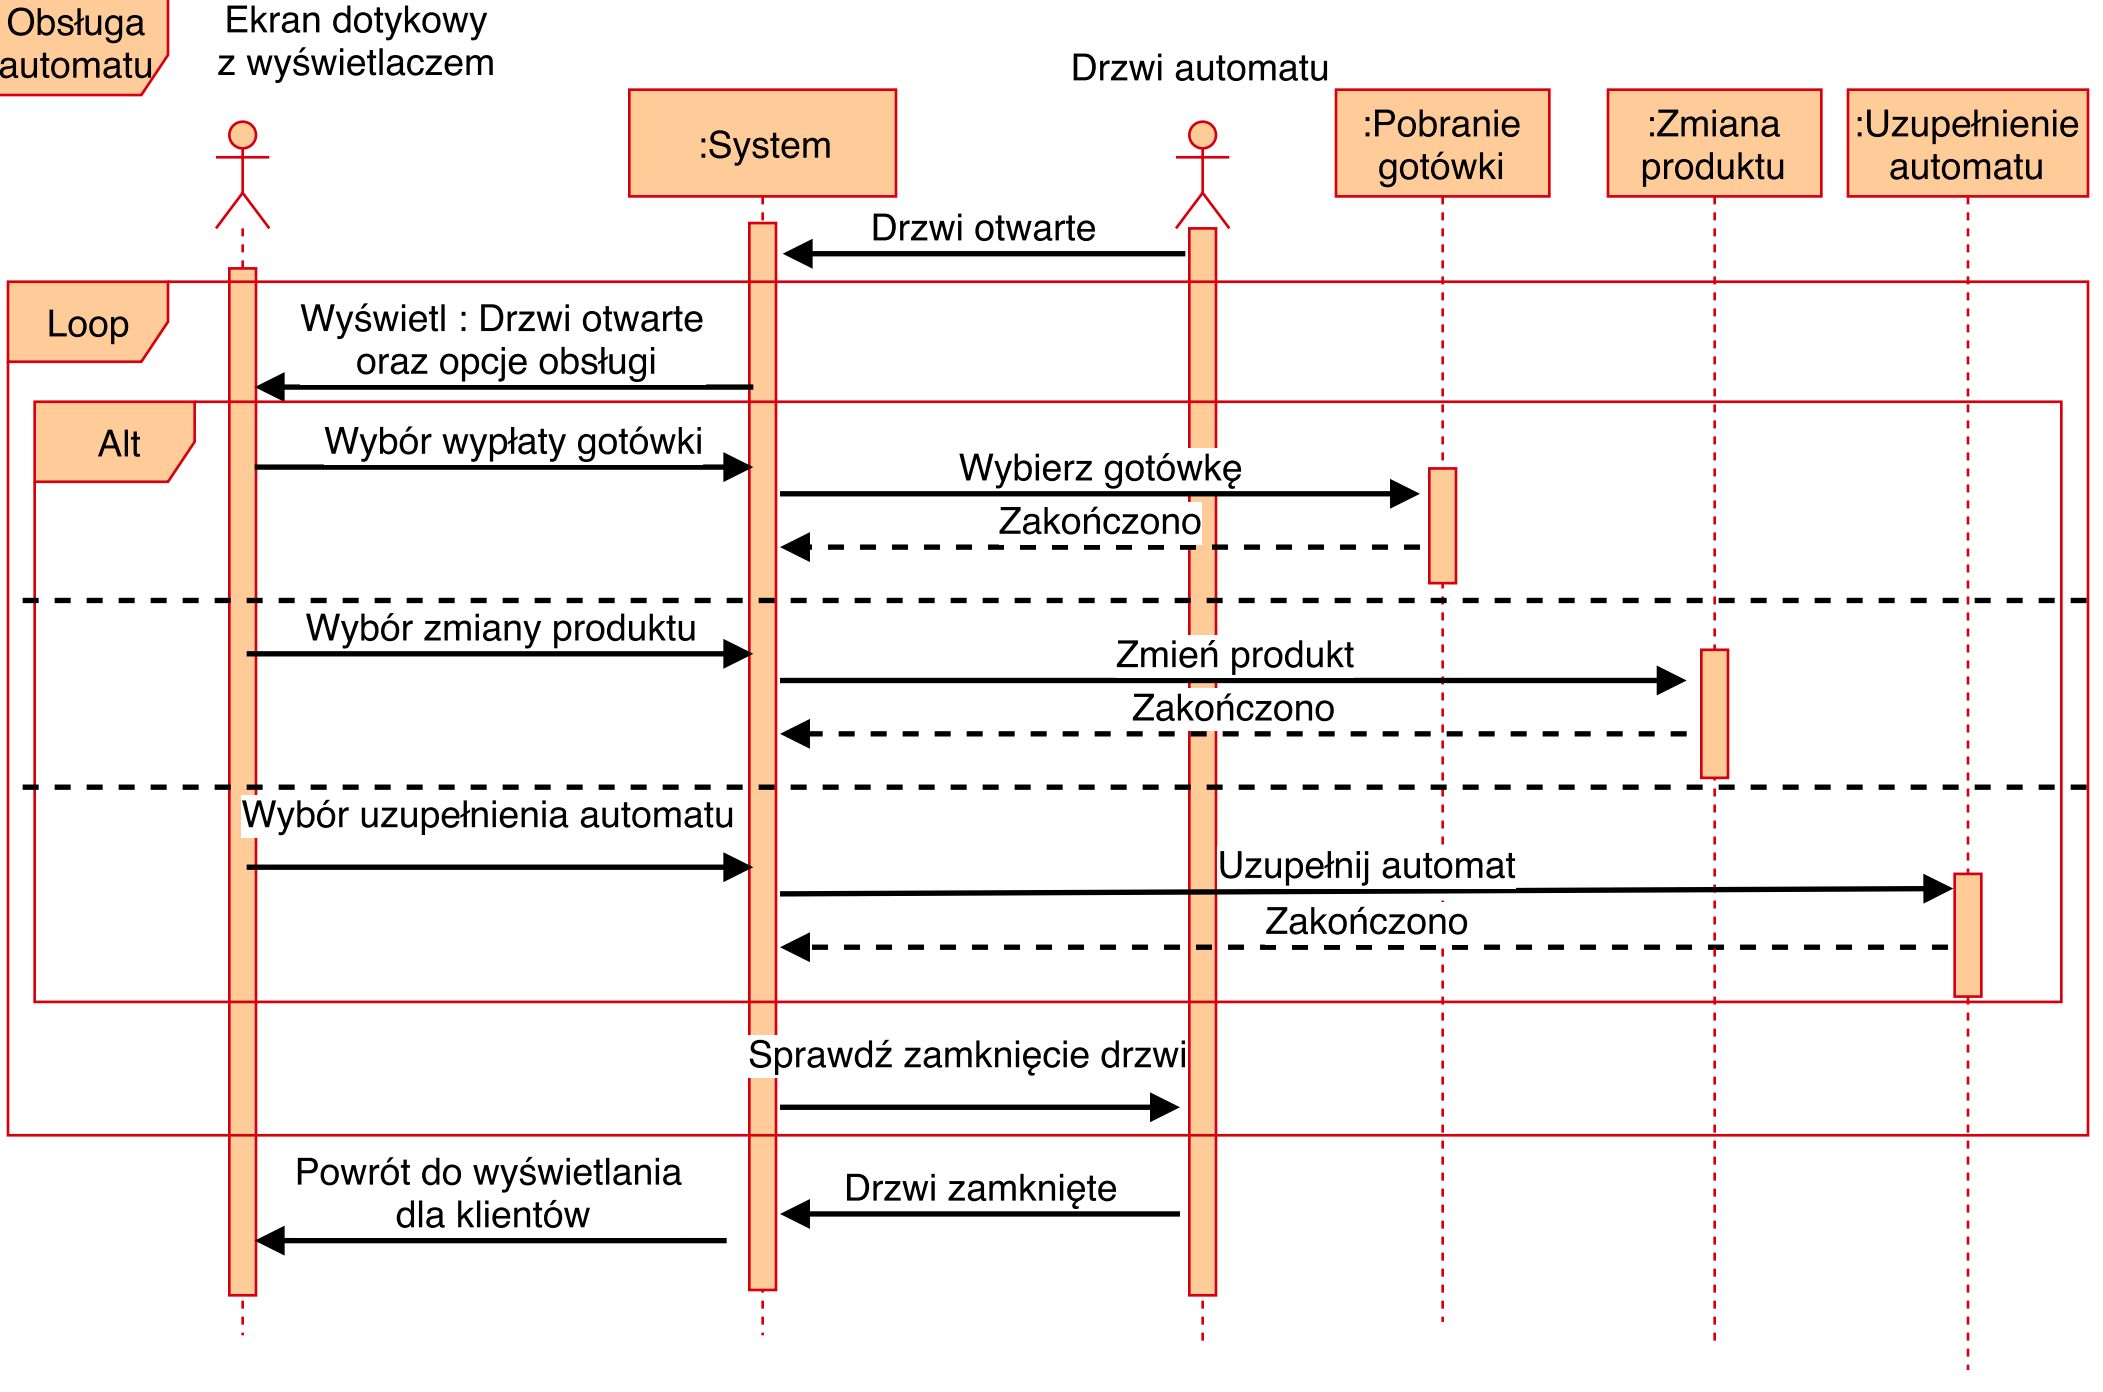 Obsługa
automatu
Ekran dotykowy
z wyświetlaczem
:System
Drzwi automatu
:Pobranie
gotówki
:Zmiana
produktu
:Uzupełnienie
automatu
Drzwi otwarte
Loop
Wyświetl : Drzwi otwarte
oraz opcje obsługi
Alt
Wybór wypłaty gotówki
Wybierz gotówkę
Zakończono
Wybór zmiany produktu
Zmień produkt
Zakończono
Wybór uzupełnienia automatu
Uzupełnij automat
Zakończono
Sprawdź zamknięcie drzwi
Powrót do wyświetlania
dla klientów
Drzwi zamknięte